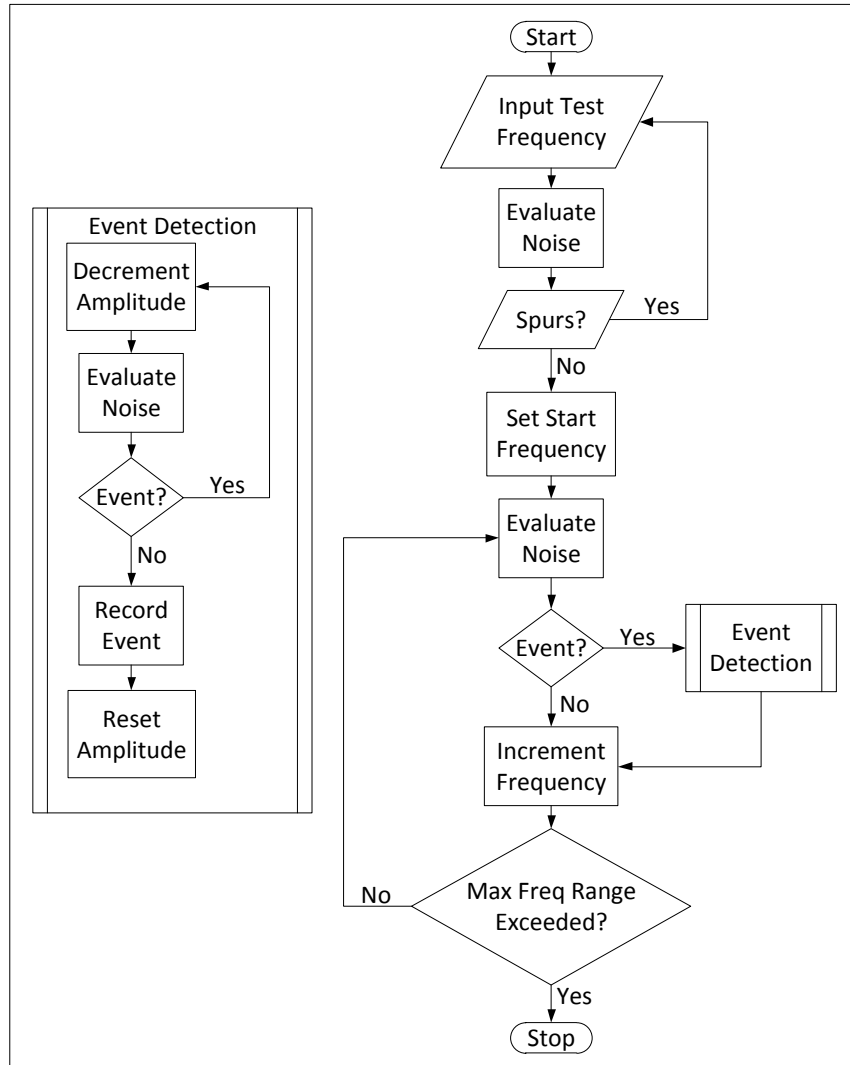 Start
Input Test
Frequency
Evaluate
Noise
Spurs?
Yes
No
Set Start
Frequency
Evaluate
Noise
Event?
Yes
Event
Detection
No
Increment
Frequency
Max Freq Range
Exceeded?
No
Yes
Stop
Event Detection
Decrement
Amplitude
Evaluate
Noise
Event?
Yes
No
Record
Event
Reset
Amplitude